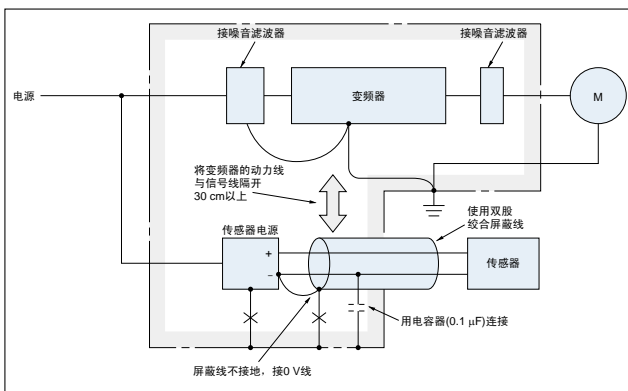 接噪音滤波器
接噪音滤波器
电源
变频器
M
将变频器的动力线
与信号线隔开
30 cm以上
使用双股
绞合屏蔽线
传感器电源
+
−
传感器
用电容器(0.1 µF)连接
屏蔽线不接地，接0 V线